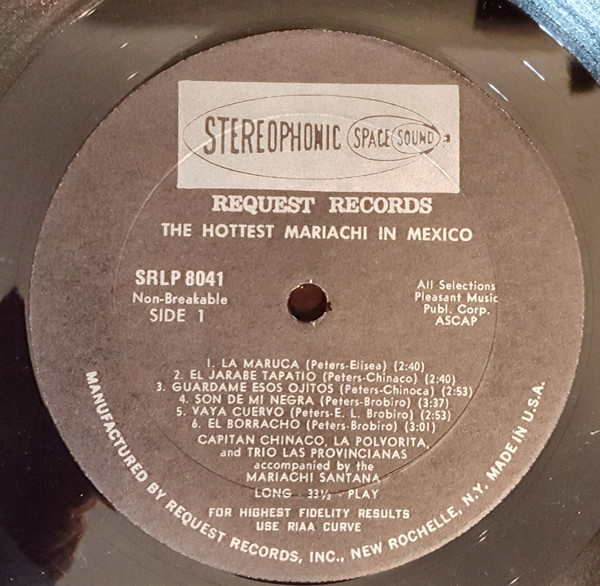 STEREOPHONIC SPACE SOUND
REQUEST RECORDS
THE HOTTEST MARIACHI IN MEXICO
SRLP 8041
Non-Breakable
SIDE 1
All Selections
Pleasant Music
Publ. Corp.
ASCAP
1. LA MARUCA (Peters-Elisea) (2:40)
2. EL JARABE TAPATIO (Peters-Chinaco) (2:40)
3. GUARDAME ESOS OJITOS (Peters-Chinoca) (2:53)
4. SON DE MI NEGRA (Peters-Brobiro) (3:37)
5. VAYA CUERVO (Peters-E. L. Brobiro) (2:53)
6. EL BORRACHO (Peters-Brobiro) (3:01)
CAPITAN CHINACO, LA POLVORITA,
and TRIO LAS PROVINCIANAS
accompanied by the
MARIACHI SANTANA
LONG 33⅓ - PLAY
FOR HIGHEST FIDELITY RESULTS
USE RIAA CURVE
MANUFACTURED BY REQUEST RECORDS, INC., NEW ROCHELLE, N.Y. MADE IN U.S.A.